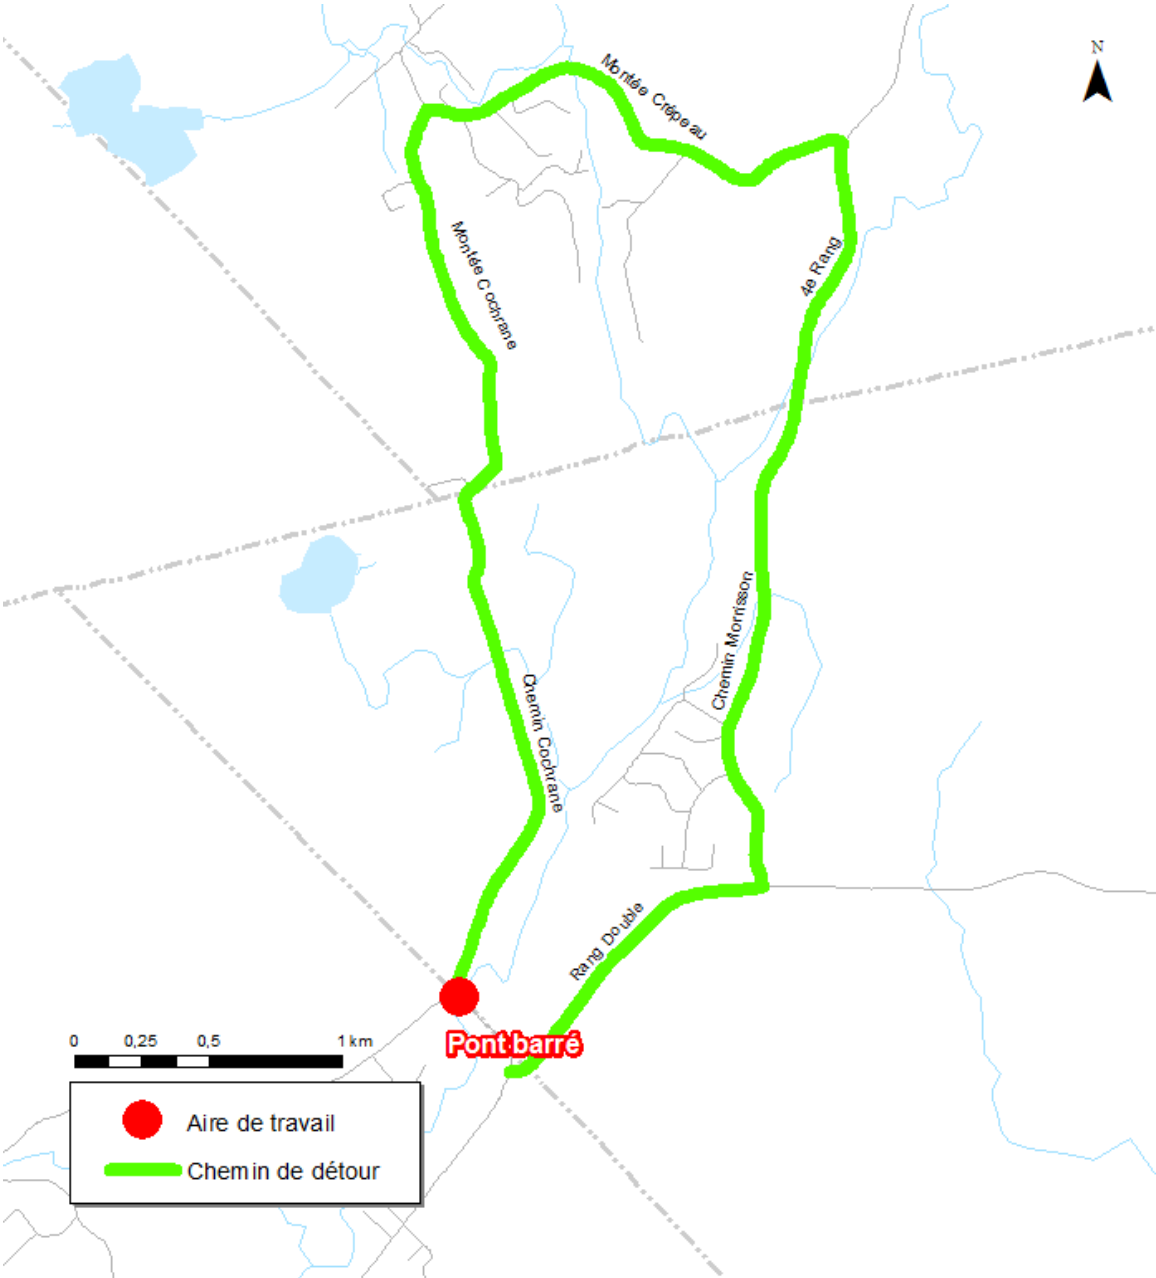 N
Montée Crêpeau
4e Rang
Montée Cochrane
Chemin Morrisson
Chemin Cochrane
Rang Double
Pont barré
0 0,25 0,5 1 km
Aire de travail
Chemin de détour